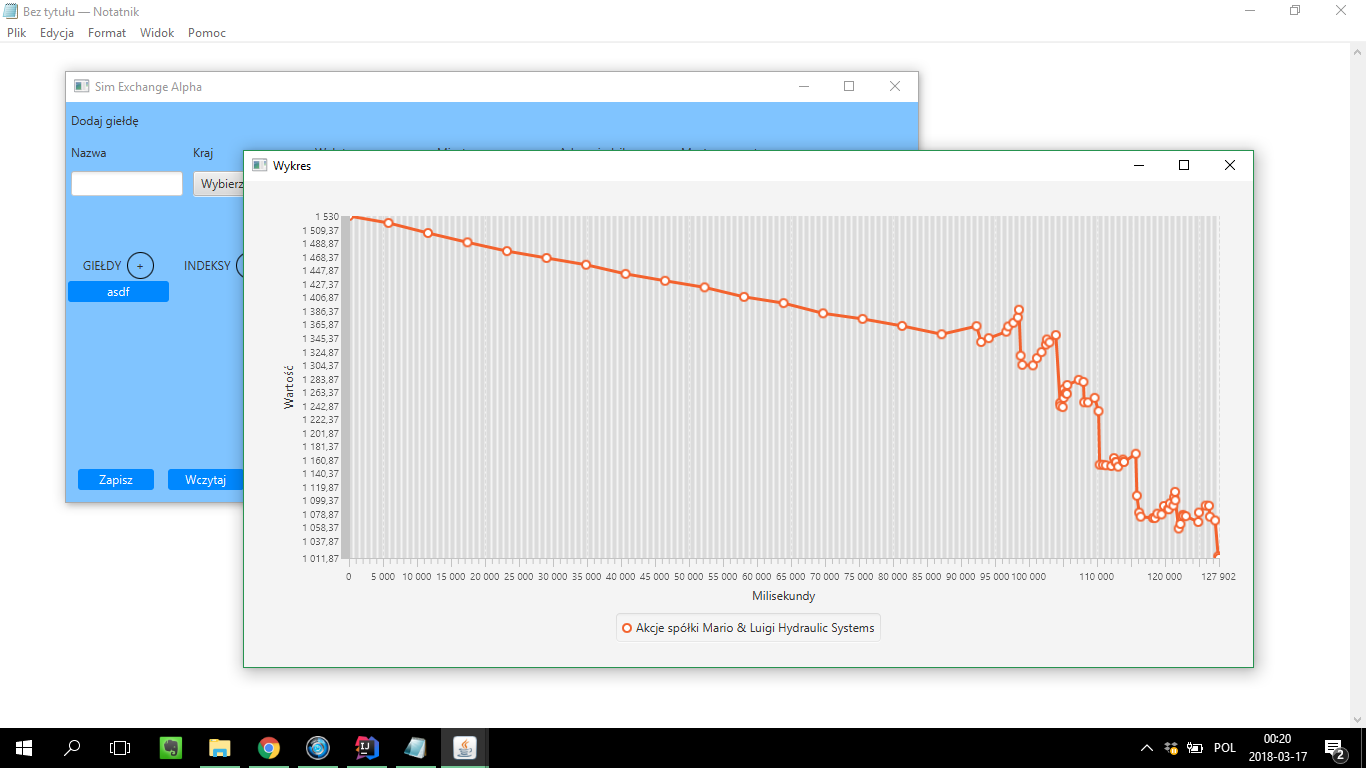 Bez tytułu — Notatnik
Plik Edycja Format Widok Pomoc
Sim Exchange Alpha
Dodaj giełdę
Nazwa Kraj
Wybierz
GIEŁDY + INDEKSY
asdf
Zapisz Wczytaj
Wykres
1 530
1 509,37
1 488,87
1 468,37
1 447,87
1 427,37
1 406,87
1 386,37
1 365,87
1 345,37
1 324,87
1 304,37
1 283,87
1 263,37
1 242,87
1 222,37
1 201,87
1 181,37
1 160,87
1 140,37
1 119,87
1 099,37
1 078,87
1 058,37
1 037,87
1 011,87
Wartość
0 5 000 10 000 15 000 20 000 25 000 30 000 35 000 40 000 45 000 50 000 55 000 60 000 65 000 70 000 75 000 80 000 85 000 90 000 95 000 100 000 110 000 120 000 127 902
Milisekundy
Akcje spółki Mario & Luigi Hydraulic Systems
POL
00:20
2018-03-17
2